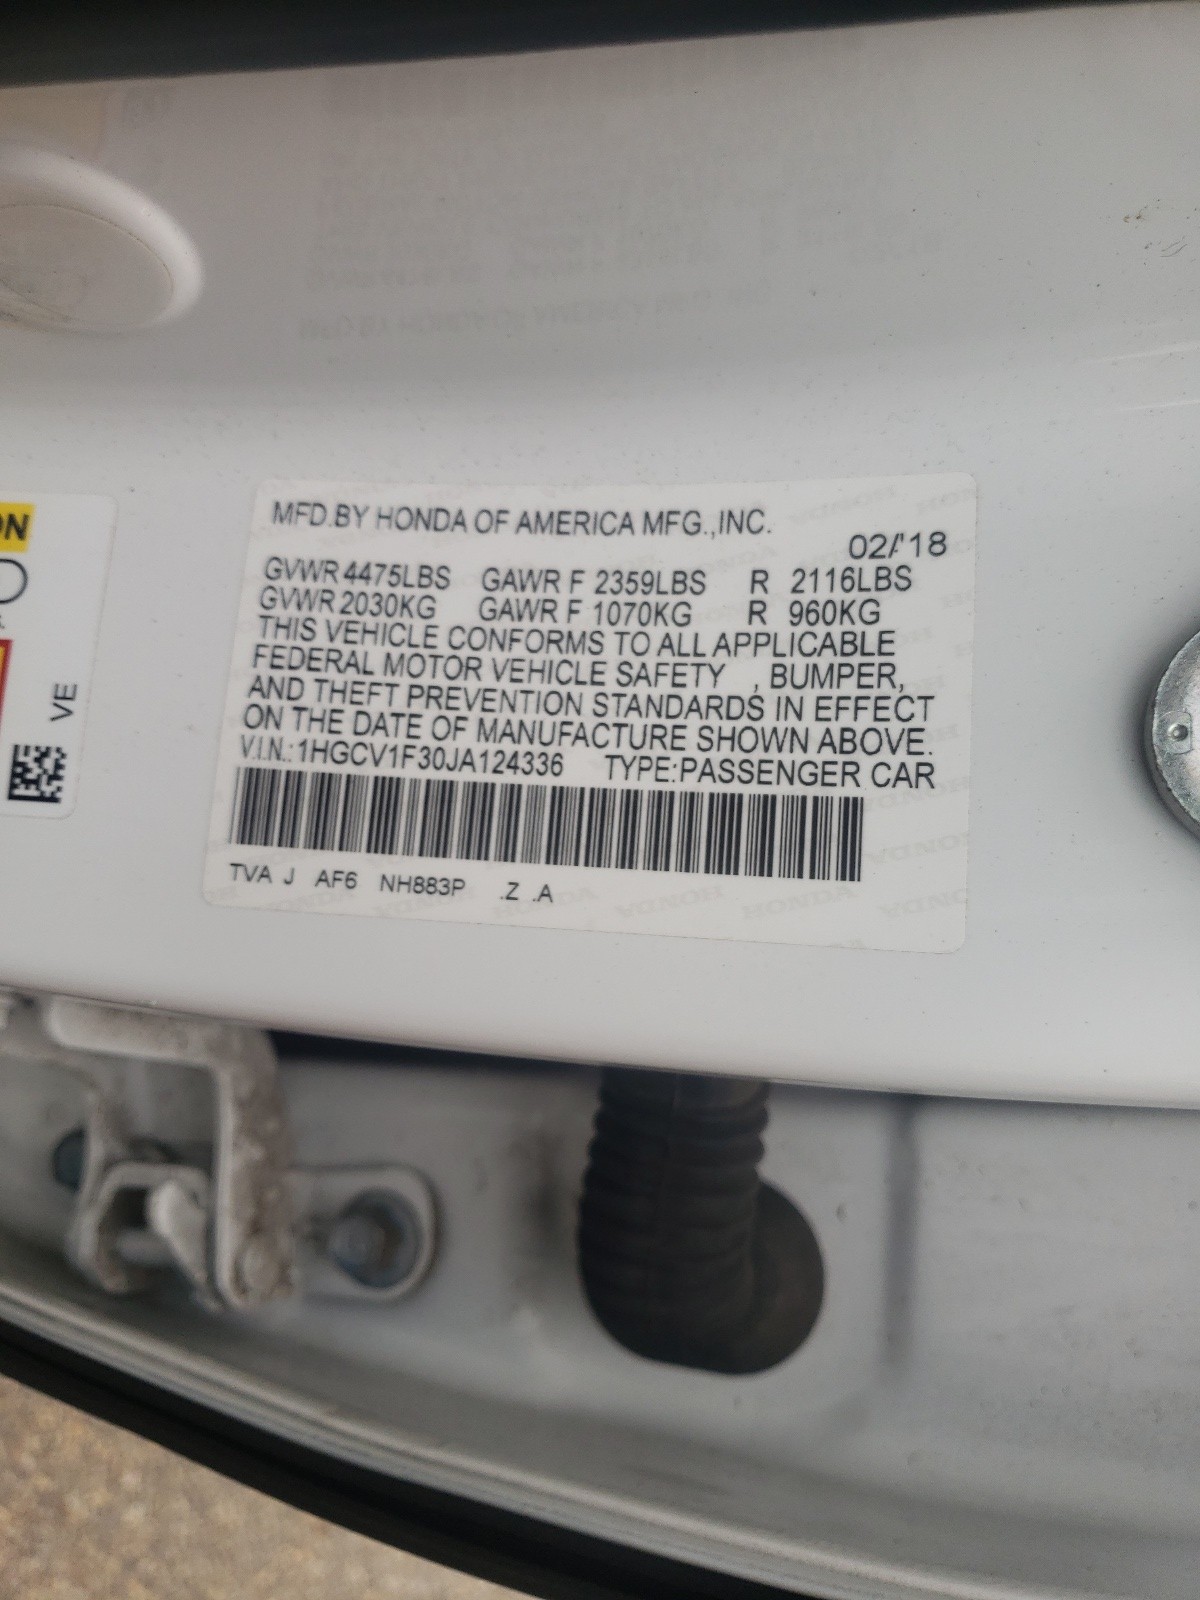 MFD.BY HONDA OF AMERICA MFG.,INC.
02/'18
GVWR 4475LBS GAWR F 2359LBS R 2116LBS
GVWR 2030KG GAWR F 1070KG R 960KG
THIS VEHICLE CONFORMS TO ALL APPLICABLE
FEDERAL MOTOR VEHICLE SAFETY , BUMPER,
AND THEFT PREVENTION STANDARDS IN EFFECT
ON THE DATE OF MANUFACTURE SHOWN ABOVE.
V.I.N.: 1HGCV1F30JA124336 TYPE:PASSENGER CAR
TVA J AF6 NH883P .Z .A
VE